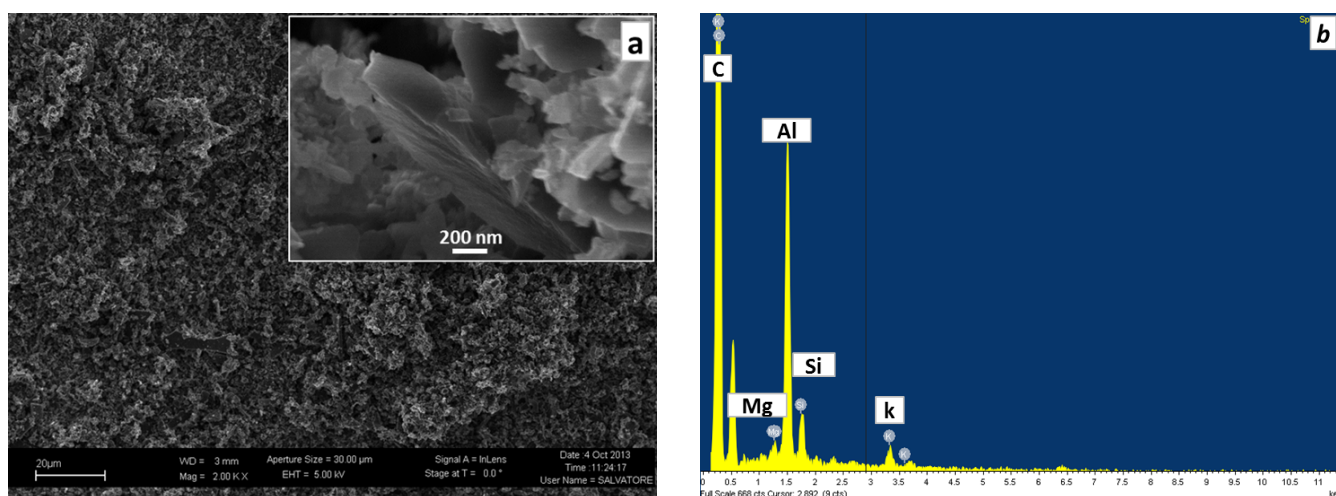 a
200 nm
20µm
WD = 3 mm
Mag = 2.00 K X
Aperture Size = 30.00 µm
EHT = 5.00 kV
Signal A = InLens
Stage at T = 0.0 °
Date :4 Oct 2013
Time :11:24:17
User Name = SALVATORE
K
C
Sp
b
C
Al
Si
Mg
k
Si
Mg
K
K
0 0.5 1 1.5 2 2.5 3 3.5 4 4.5 5 5.5 6 6.5 7 7.5 8 8.5 9 9.5 10 10.5 11
Full Scale 668 cts Cursor: 2.892 (9 cts)